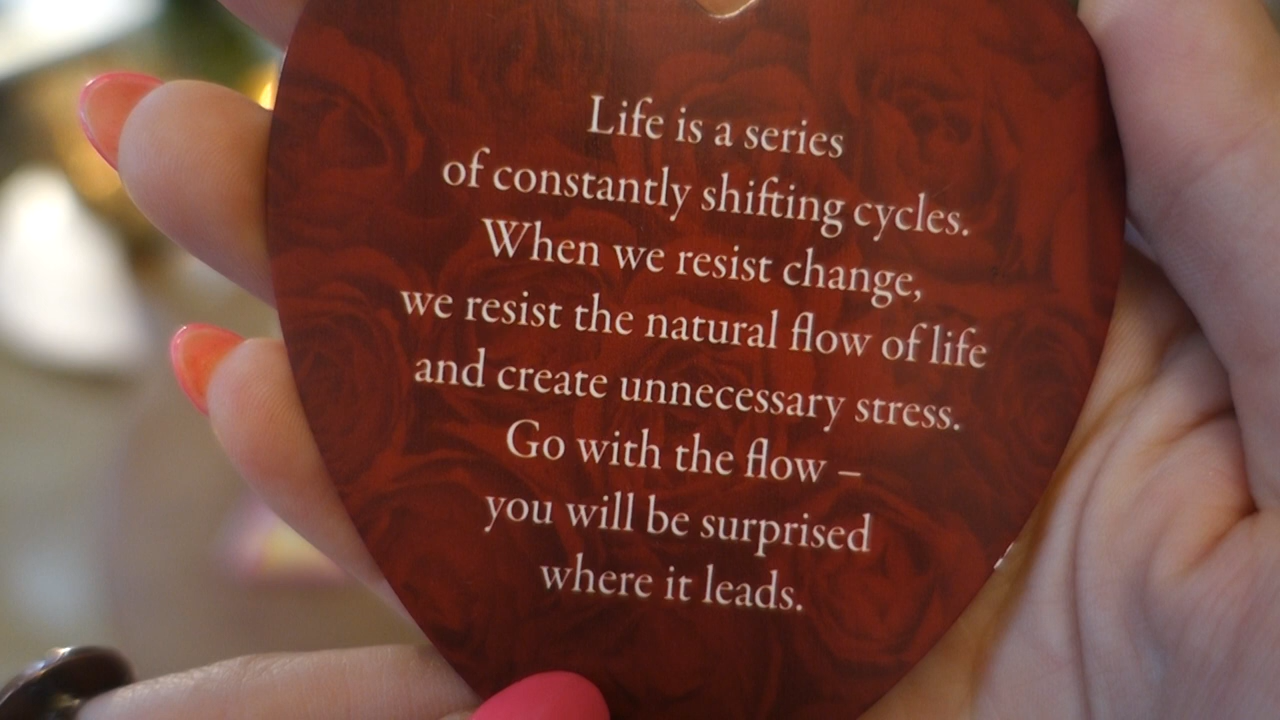 Life is a series
of constantly shifting cycles.
When we resist change,
we resist the natural flow of life
and create unnecessary stress.
Go with the flow –
you will be surprised
where it leads.